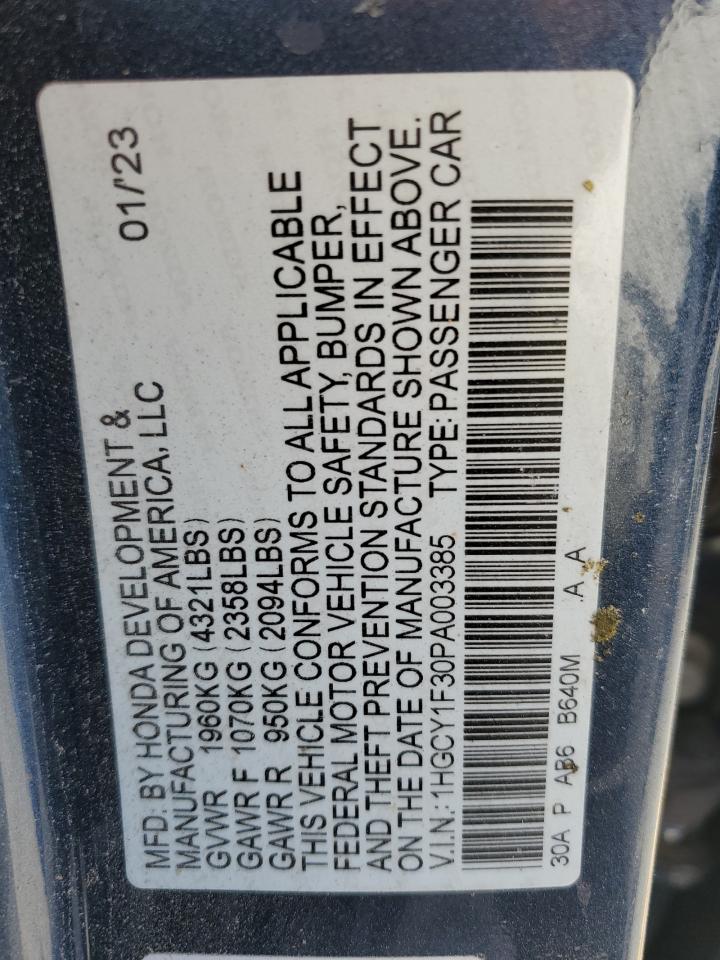 MFD. BY HONDA DEVELOPMENT &
MANUFACTURING OF AMERICA, LLC 01/'23
GVWR 1960KG (4321LBS)
GAWR F 1070KG (2358LBS)
GAWR R 950KG (2094LBS)
THIS VEHICLE CONFORMS TO ALL APPLICABLE
FEDERAL MOTOR VEHICLE SAFETY, BUMPER,
AND THEFT PREVENTION STANDARDS IN EFFECT
ON THE DATE OF MANUFACTURE SHOWN ABOVE.
V.I.N.: 1HGCY1F30PA003385 TYPE: PASSENGER CAR
30A P AB6 B640M .A A